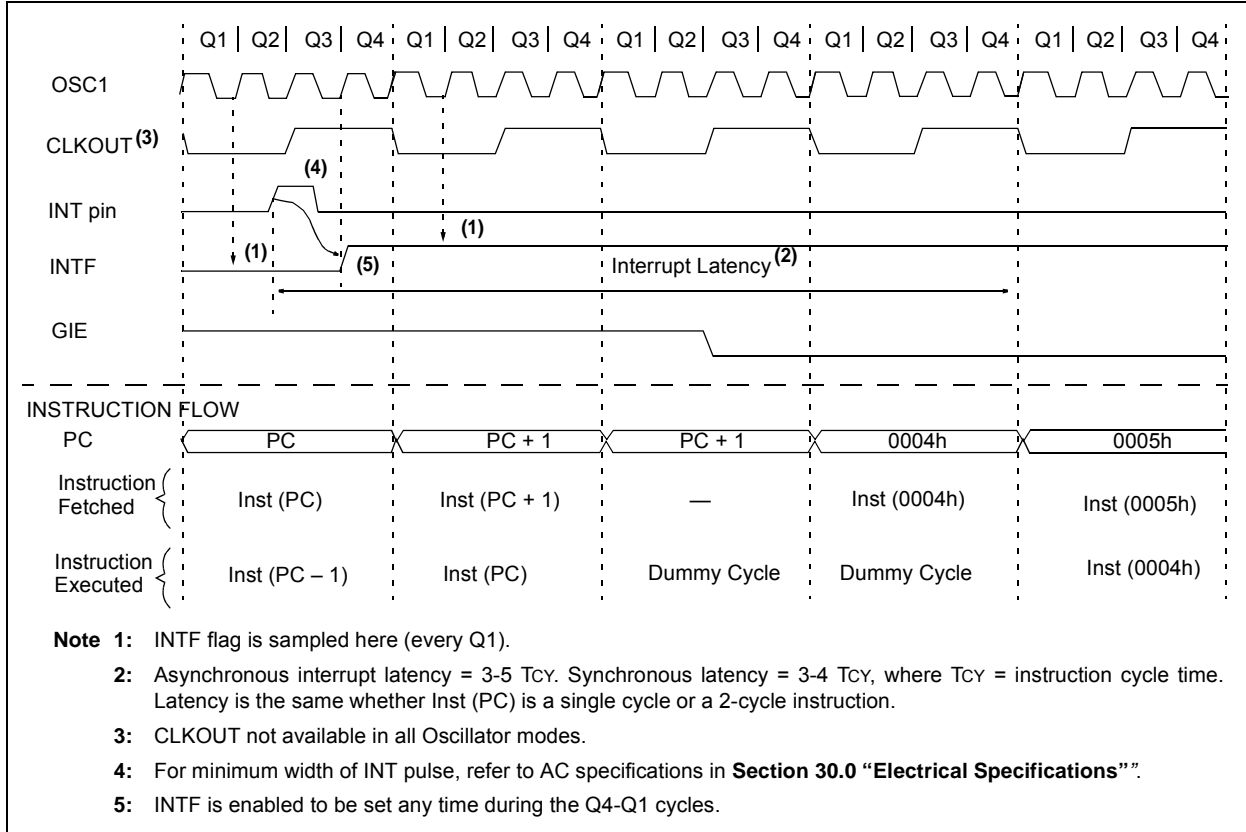 Q1 | Q2 | Q3 | Q4 Q1 | Q2 | Q3 | Q4 Q1 | Q2 | Q3 | Q4 Q1 | Q2 | Q3 | Q4 Q1 | Q2 | Q3 | Q4
OSC1
CLKOUT (3)
(4)
INT pin
(1)
(1)
INTF
(5)
Interrupt Latency (2)
GIE
INSTRUCTION FLOW
PC PC PC + 1 PC + 1 0004h 0005h
Instruction Fetched Inst (PC) Inst (PC + 1) — Inst (0004h) Inst (0005h)
Instruction Executed Inst (PC – 1) Inst (PC) Dummy Cycle Dummy Cycle Inst (0004h)
Note 1: INTF flag is sampled here (every Q1).
2: Asynchronous interrupt latency = 3-5 TCY. Synchronous latency = 3-4 TCY, where TCY = instruction cycle time.
Latency is the same whether Inst (PC) is a single cycle or a 2-cycle instruction.
3: CLKOUT not available in all Oscillator modes.
4: For minimum width of INT pulse, refer to AC specifications in Section 30.0 “Electrical Specifications””.
5: INTF is enabled to be set any time during the Q4-Q1 cycles.